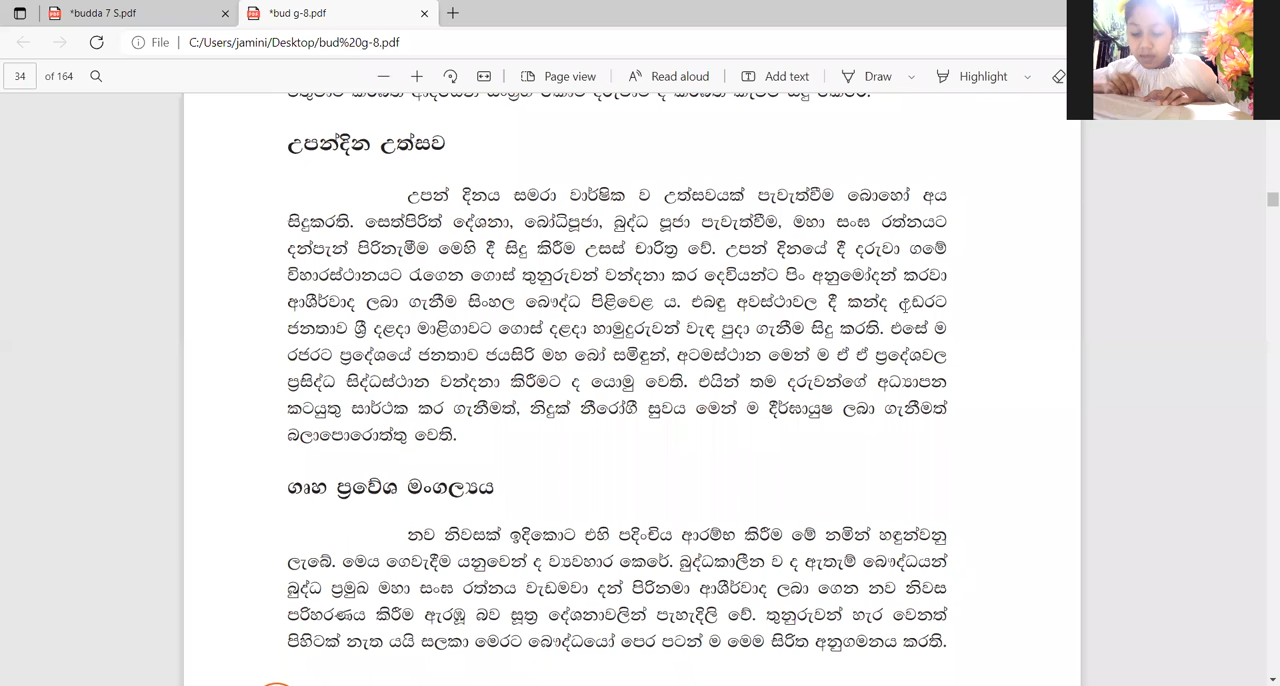 *budda 7 S.pdf
*bud g-8.pdf
File
C:/Users/jamini/Desktop/bud%20g-8.pdf
34 of 164
Page view
Read aloud
Add text
Draw
Highlight
උපන්දින උත්සව
උපන් දිනය සමරා වාර්ෂික ව උත්සවයක් පැවැත්වීම බොහෝ අය
සිදුකරති. සෙත්පිරිත් දේශනා, බෝධිපූජා, බුද්ධ පූජා පැවැත්වීම, මහා සංඝ රත්නයට
දන්පැන් පිරිනැමීම මෙහි දී සිදු කිරීම උසස් චාරිත්‍ර වේ. උපන් දිනයේ දී දරුවා ගමේ
විහාරස්ථානයට රැගෙන ගොස් තුනුරුවන් වන්දනා කර දෙවියන්ට පිං අනුමෝදන් කරවා
ආශීර්වාද ලබා ගැනීම සිංහල බෞද්ධ පිළිවෙළ ය. එබඳු අවස්ථාවල දී කන්ද උඩරට
ජනතාව ශ්‍රී දළදා මාළිගාවට ගොස් දළදා හාමුදුරුවන් වැඳ පුදා ගැනීම සිදු කරති. එසේ ම
රජරට ප්‍රදේශයේ ජනතාව ජයසිරි මහ බෝ සමිඳුන්, අටමස්ථාන මෙන් ම ඒ ඒ ප්‍රදේශවල
ප්‍රසිද්ධ සිද්ධස්ථාන වන්දනා කිරීමට ද යොමු වෙති. එයින් තම දරුවන්ගේ අධ්‍යාපන
කටයුතු සාර්ථක කර ගැනීමත්, නිදුක් නීරෝගී සුවය මෙන් ම දීර්ඝායුෂ ලබා ගැනීමත්
බලාපොරොත්තු වෙති.
ගෘහ ප්‍රවේශ මංගල්‍යය
නව නිවසක් ඉදිකොට එහි පදිංචිය ආරම්භ කිරීම මේ නමින් හඳුන්වනු
ලැබේ. මෙය ගෙවැදීම යනුවෙන් ද ව්‍යවහාර කෙරේ. බුද්ධකාලීන ව ද ඇතැම් බෞද්ධයන්
බුද්ධ ප්‍රමුඛ මහා සංඝ රත්නය වැඩමවා දන් පිරිනමා ආශීර්වාද ලබා ගෙන නව නිවස
පරිහරණය කිරීම ඇරඹූ බව සූත්‍ර දේශනාවලින් පැහැදිලි වේ. තුනුරුවන් හැර වෙනත්
පිහිටක් නැත යයි සලකා මෙරට බෞද්ධයෝ පෙර පටන් ම මෙම සිරිත අනුගමනය කරති.